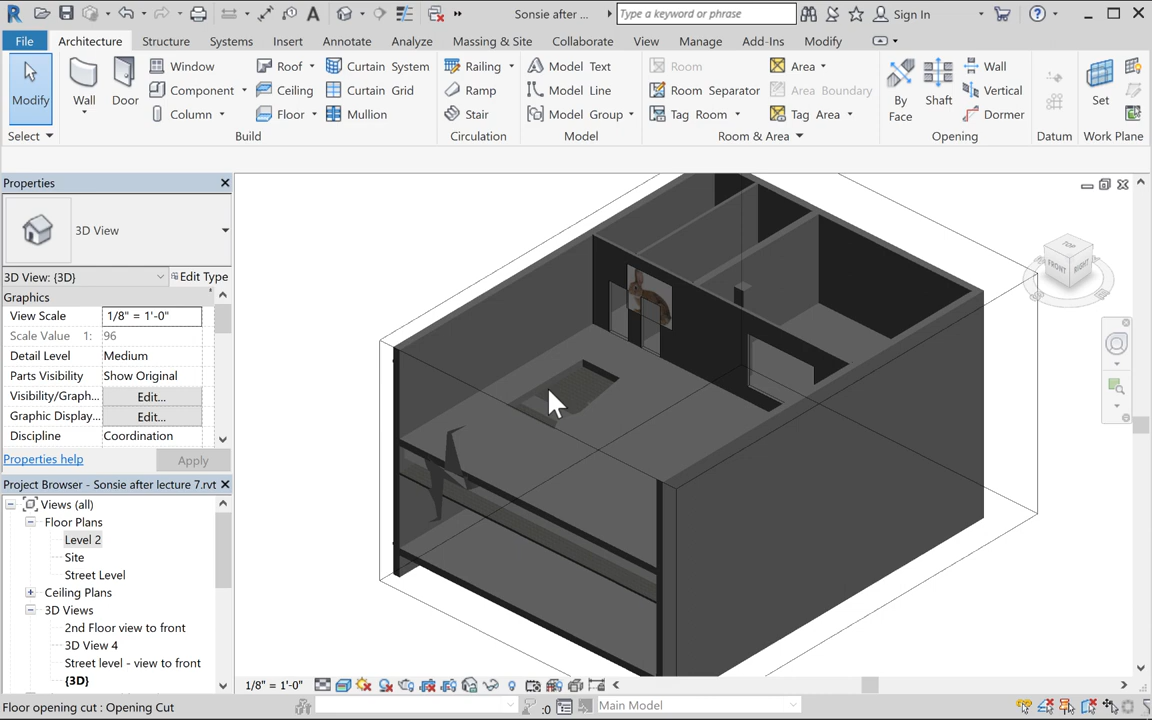 Sonsie after ...
Type a keyword or phrase
Sign In
File
Architecture
Structure
Systems
Insert
Annotate
Analyze
Massing & Site
Collaborate
View
Manage
Add-Ins
Modify
Modify
Wall
Door
Window
Component
Column
Roof
Ceiling
Floor
Curtain System
Curtain Grid
Mullion
Railing
Ramp
Stair
Model Text
Model Line
Model Group
Room
Room Separator
Tag Room
Area
Area Boundary
Tag Area
By
Face
Shaft
Wall
Vertical
Dormer
Set
Select
Build
Circulation
Model
Room & Area
Opening
Datum
Work Plane
Properties
3D View
3D View: {3D}
Edit Type
Graphics
View Scale
1/8" = 1'-0"
Scale Value 1:
96
Detail Level
Medium
Parts Visibility
Show Original
Visibility/Graph...
Edit...
Graphic Display...
Edit...
Discipline
Coordination
Properties help
Apply
Project Browser - Sonsie after lecture 7.rvt
Views (all)
Floor Plans
Level 2
Site
Street Level
Ceiling Plans
3D Views
2nd Floor view to front
3D View 4
Street level - view to front
{3D}
TOP
FRONT
RIGHT
1/8" = 1'-0"
Floor opening cut : Opening Cut
:0
Main Model